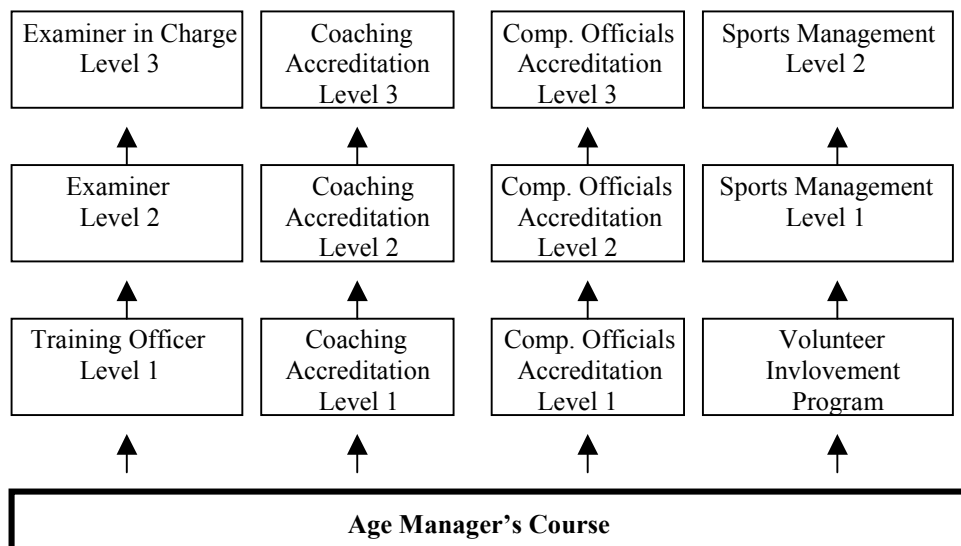 Examiner in Charge
Level 3
Coaching
Accreditation
Level 3
Comp. Officials
Accreditation
Level 3
Sports Management
Level 2
Examiner
Level 2
Coaching
Accreditation
Level 2
Comp. Officials
Accreditation
Level 2
Sports Management
Level 1
Training Officer
Level 1
Coaching
Accreditation
Level 1
Comp. Officials
Accreditation
Level 1
Volunteer
Invlovement
Program
Age Manager’s Course